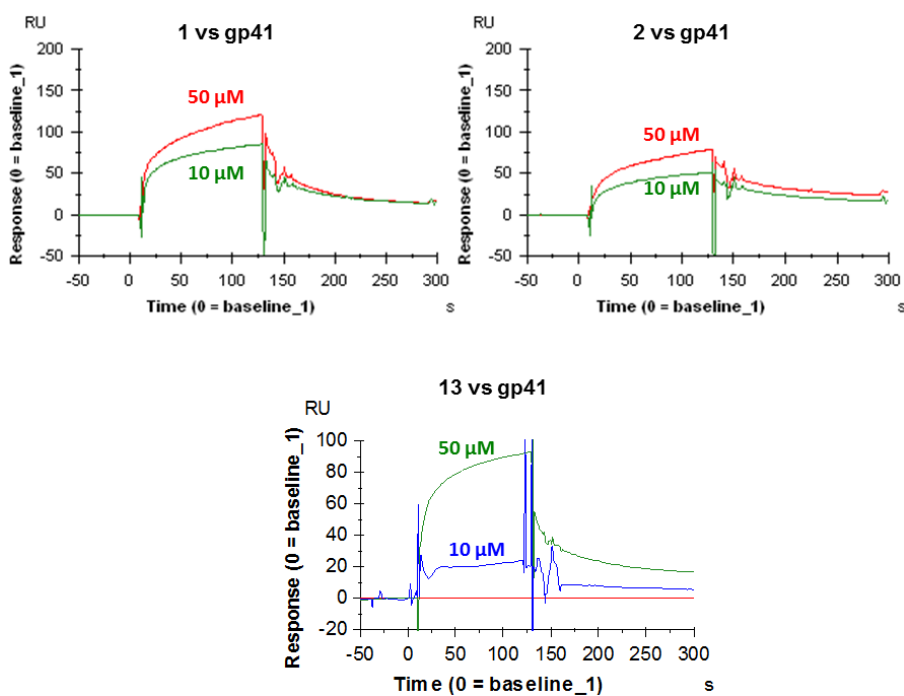 RU
1 vs gp41
Response (0 = baseline_1)
200
150
100
50
0
-50
50 µM
10 µM
-50 0 50 100 150 200 250 300
Time (0 = baseline_1) s
RU
2 vs gp41
Response (0 = baseline_1)
200
150
100
50
0
-50
50 µM
10 µM
-50 0 50 100 150 200 250 300
Time (0 = baseline_1) s
13 vs gp41
RU
Response (0 = baseline_1)
100
80
60
40
20
0
-20
50 µM
10 µM
-50 0 50 100 150 200 250 300
Time (0 = baseline_1) s